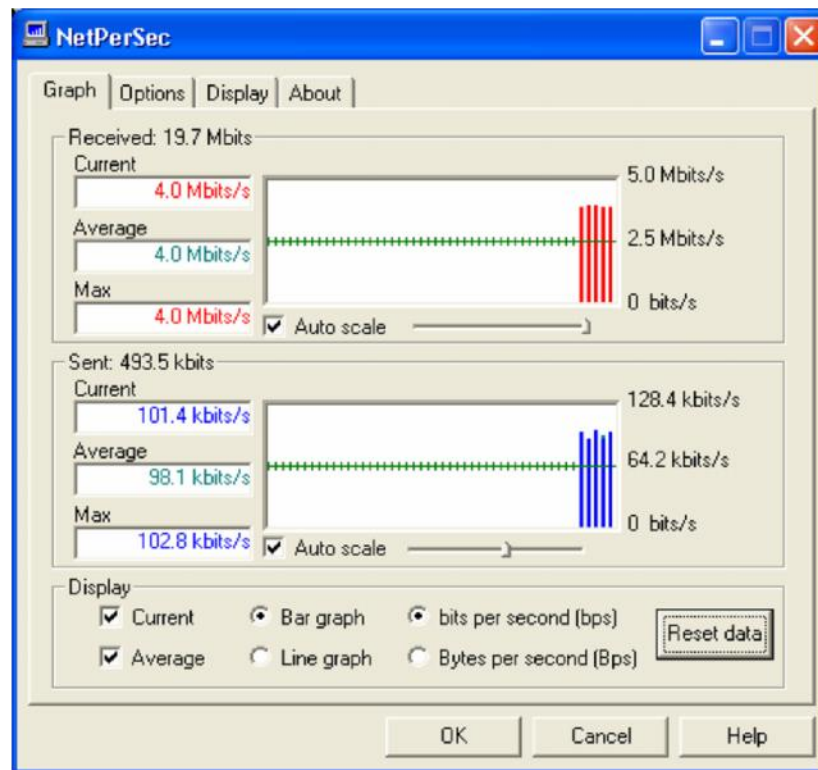 NetPerSec
Graph Options Display About
Received: 19.7 Mbits
Current
4.0 Mbits/s
Average
4.0 Mbits/s
Max
4.0 Mbits/s
5.0 Mbits/s
2.5 Mbits/s
0 bits/s
Auto scale
Sent: 493.5 kbits
Current
101.4 kbits/s
Average
98.1 kbits/s
Max
102.8 kbits/s
128.4 kbits/s
64.2 kbits/s
0 bits/s
Auto scale
Display
Current Bar graph bits per second (bps)
Average Line graph Bytes per second (Bps)
Reset data
OK Cancel Help